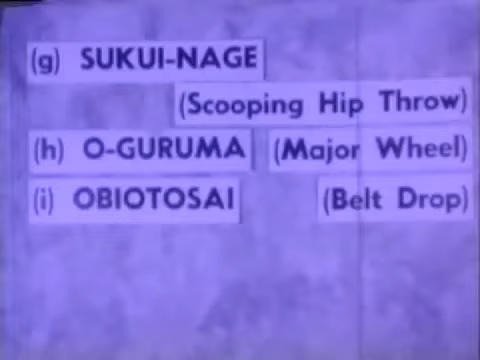 (g) SUKUI-NAGE
(Scooping Hip Throw)
(h) O-GURUMA (Major Wheel)
(i) OBIOTOSAI (Belt Drop)